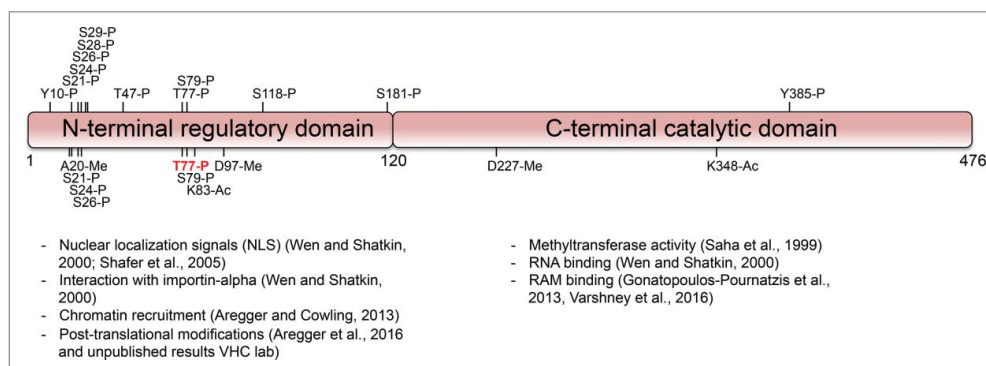 S29-P
S28-P
S26-P
S24-P
S21-P
S79-P
Y10-P T47-P T77-P S118-P S181-P Y385-P
N-terminal regulatory domain C-terminal catalytic domain
1 120 476
A20-Me T77-P D97-Me D227-Me K348-Ac
S21-P S79-P
S24-P K83-Ac
S26-P
- Nuclear localization signals (NLS) (Wen and Shatkin,
2000; Shafer et al., 2005)
- Interaction with importin-alpha (Wen and Shatkin,
2000)
- Chromatin recruitment (Aregger and Cowling, 2013)
- Post-translational modifications (Aregger et al., 2016
and unpublished results VHC lab)
- Methyltransferase activity (Saha et al., 1999)
- RNA binding (Wen and Shatkin, 2000)
- RAM binding (Gonatopoulos-Pournatzis et al.,
2013, Varshney et al., 2016)